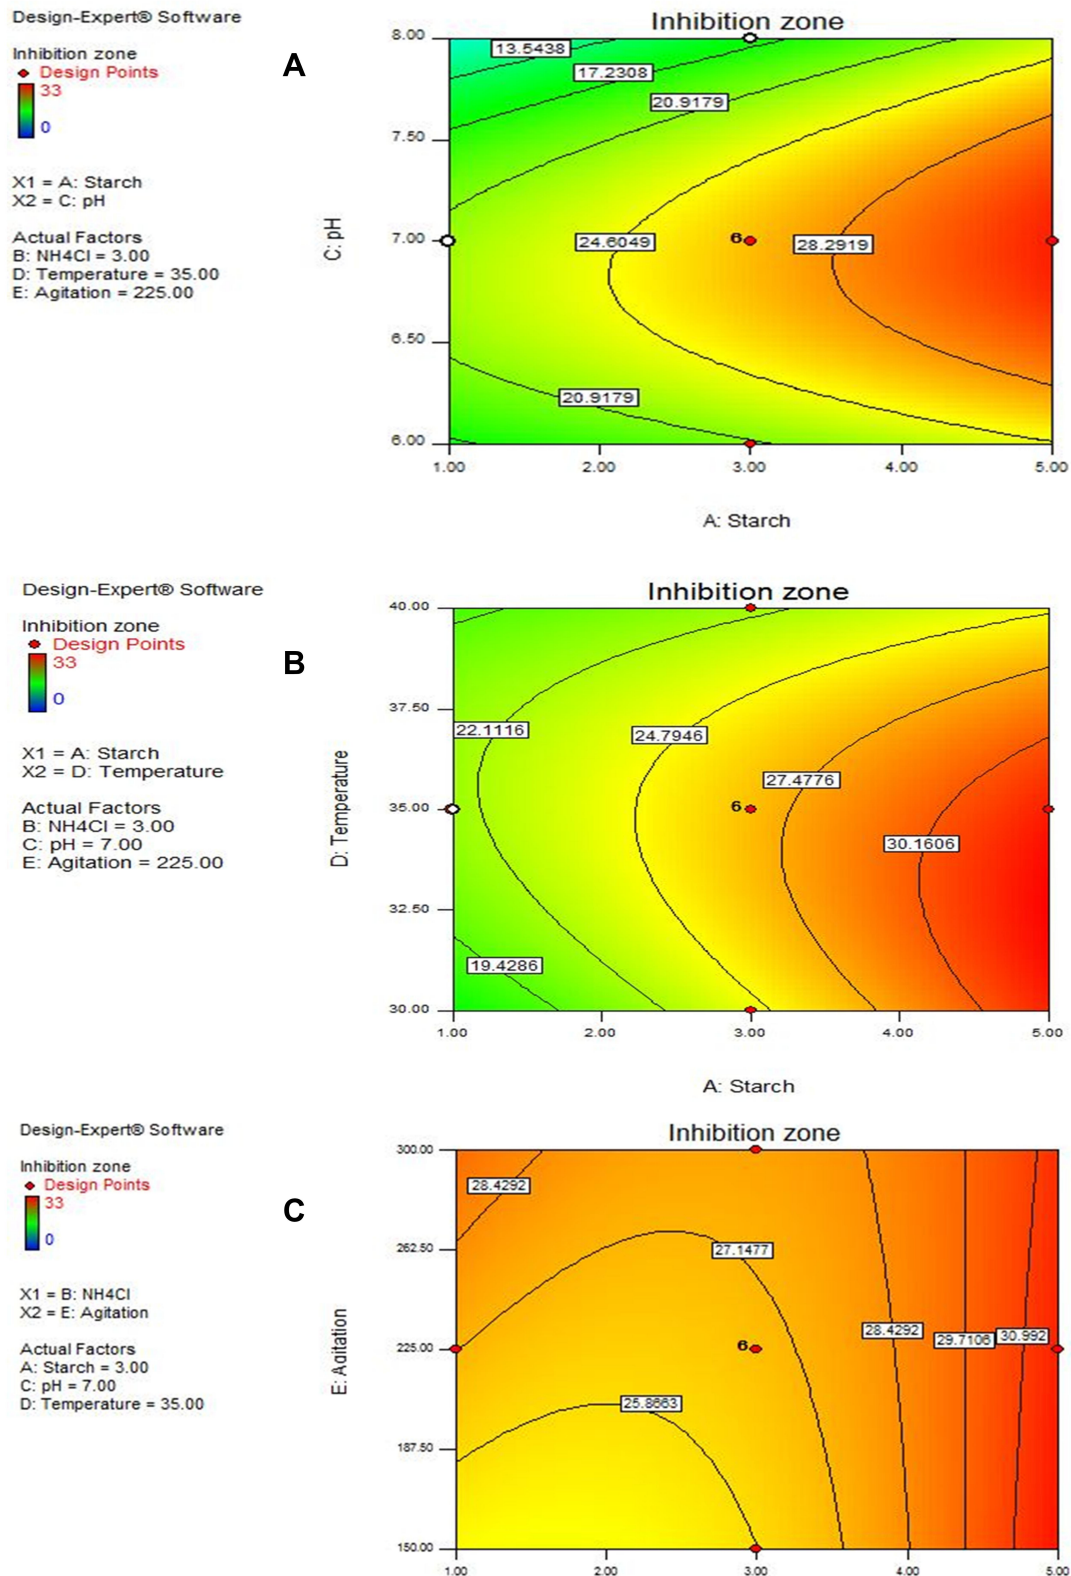 Design-Expert® Software
Inhibition zone
Design Points
33
0
X1 = A: Starch
X2 = C: pH
Actual Factors
B: NH4Cl = 3.00
D: Temperature = 35.00
E: Agitation = 225.00
A
Inhibition zone
8.00
7.50
7.00
6.50
6.00
C: pH
13.5438
17.2308
20.9179
24.6049
6
28.2919
20.9179
1.00 2.00 3.00 4.00 5.00
A: Starch
Design-Expert® Software
Inhibition zone
Design Points
33
0
X1 = A: Starch
X2 = D: Temperature
Actual Factors
B: NH4Cl = 3.00
C: pH = 7.00
E: Agitation = 225.00
B
Inhibition zone
40.00
37.50
35.00
32.50
30.00
D: Temperature
22.1116
24.7946
27.4776
6
30.1606
19.4286
1.00 2.00 3.00 4.00 5.00
A: Starch
Design-Expert® Software
Inhibition zone
Design Points
33
0
X1 = B: NH4Cl
X2 = E: Agitation
Actual Factors
A: Starch = 3.00
C: pH = 7.00
D: Temperature = 35.00
C
Inhibition zone
300.00
262.50
225.00
187.50
150.00
E: Aditation
28.4292
27.1477
6
28.4292
29.7106
30.992
25.8663
1.00 2.00 3.00 4.00 5.00